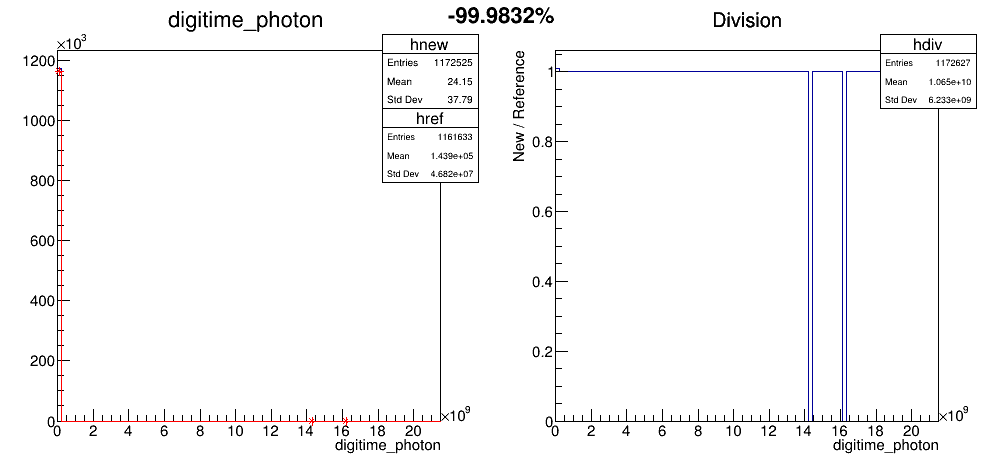 digitime_photon
-99.9832%
Division
×10³
hnew
Entries 1172525
Mean 24.15
Std Dev 37.79
href
Entries 1161633
Mean 1.439e+05
Std Dev 4.682e+07
1200
1000
800
600
400
200
0
0 2 4 6 8 10 12 14 16 18 20
×10⁹
digitime_photon
hdiv
Entries 1172627
Mean 1.065e+10
Std Dev 6.233e+09
New / Reference
1
0.8
0.6
0.4
0.2
0
0 2 4 6 8 10 12 14 16 18 20
×10⁹
digitime_photon